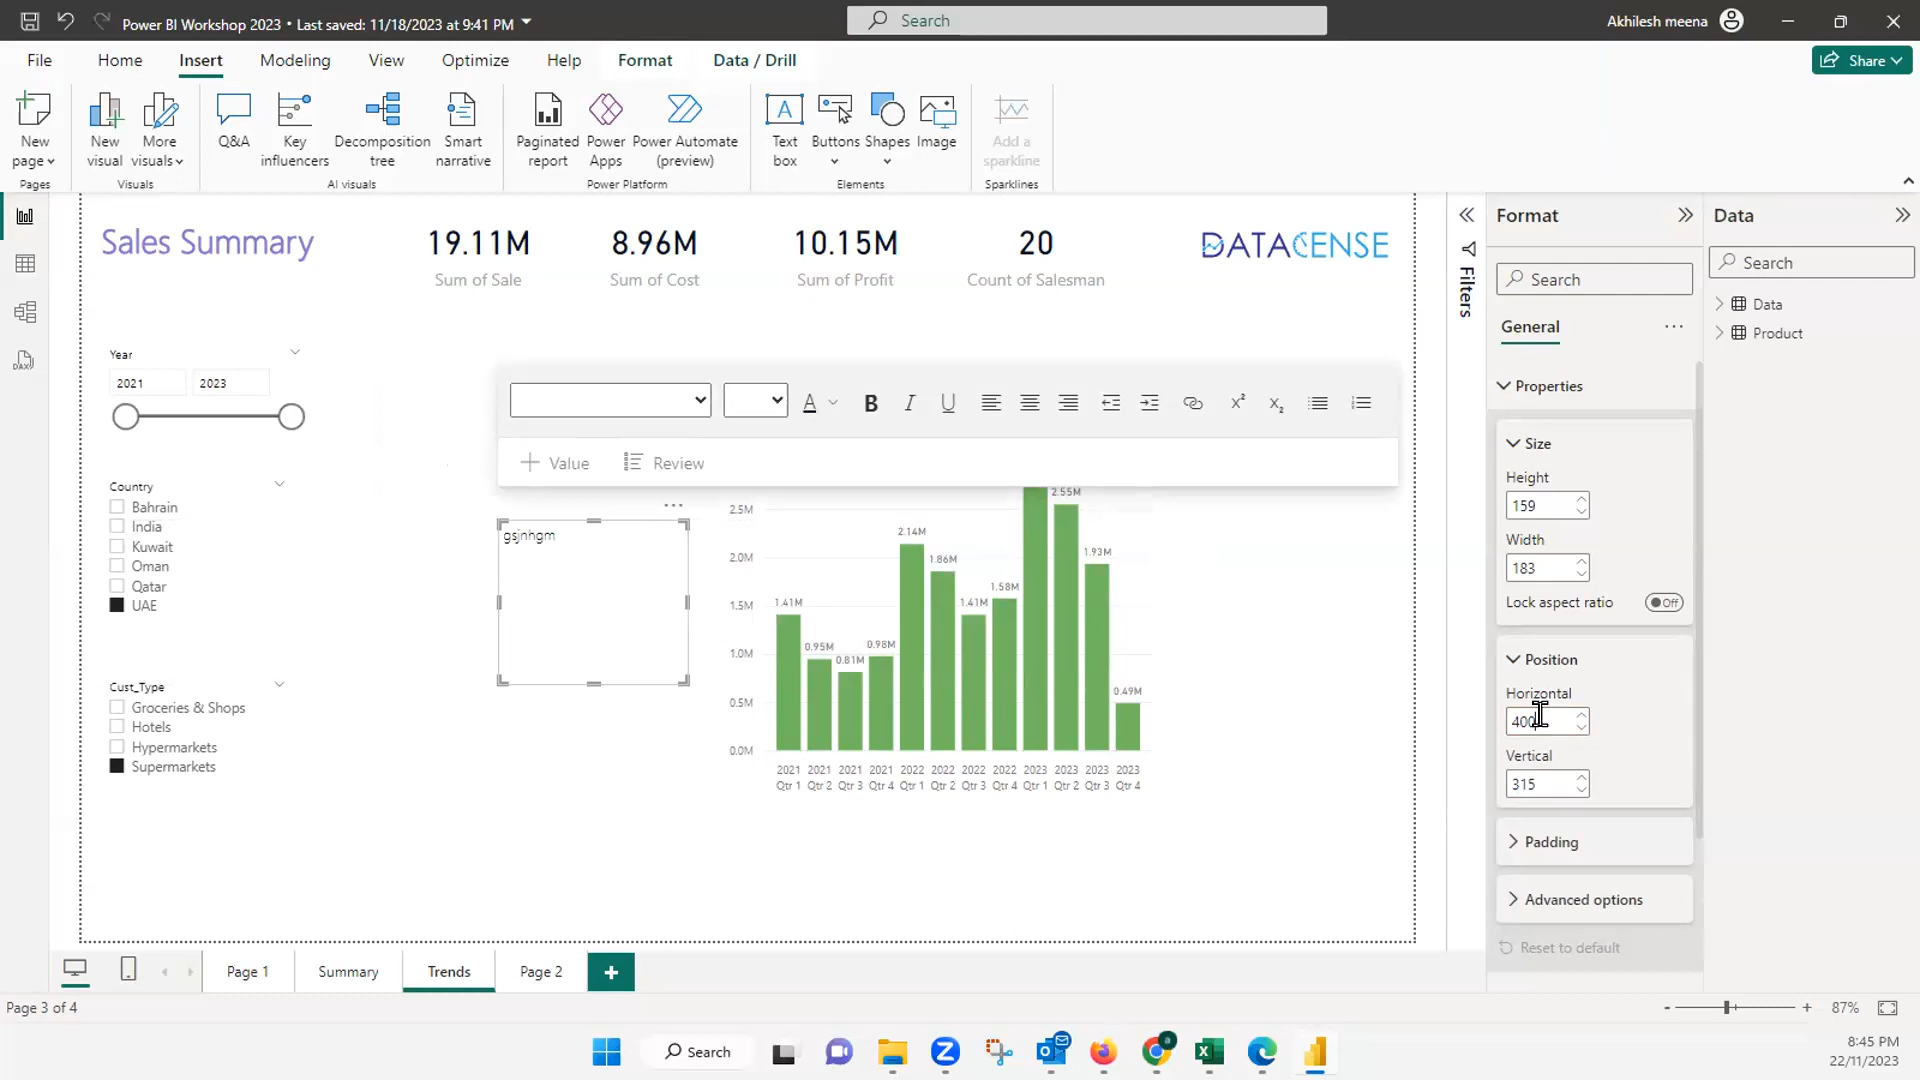 Power BI Workshop 2023 • Last saved: 11/18/2023 at 9:41 PM
Search
Akhilesh meena
File
Home
Insert
Modeling
View
Optimize
Help
Format
Data / Drill
Share
New page
New visual
More visuals
Q&A
Key influencers
Decomposition tree
Smart narrative
Paginated report
Power Apps
Power Automate (preview)
Text box
Buttons
Shapes
Image
Add a sparkline
Pages
Visuals
AI visuals
Power Platform
Elements
Sparklines
Sales Summary
19.11M
Sum of Sale
8.96M
Sum of Cost
10.15M
Sum of Profit
20
Count of Salesman
DATACENSE
Year
2021
2023
Country
Bahrain
India
Kuwait
Oman
Qatar
UAE
Cust_Type
Groceries & Shops
Hotels
Hypermarkets
Supermarkets
A
B
I
U
x²
x₂
+ Value
Review
gsjnhgm
2.5M
2.0M
1.5M
1.0M
0.5M
0.0M
1.41M
0.95M
0.81M
0.98M
2.14M
1.86M
1.41M
1.58M
2.55M
1.93M
0.49M
2021 2021 2021 2021 2022 2022 2022 2022 2023 2023 2023 2023
Qtr 1 Qtr 2 Qtr 3 Qtr 4 Qtr 1 Qtr 2 Qtr 3 Qtr 4 Qtr 1 Qtr 2 Qtr 3 Qtr 4
Filters
Format
Search
General
Properties
Size
Height
159
Width
183
Lock aspect ratio
Off
Position
Horizontal
400
Vertical
315
Padding
Advanced options
Reset to default
Data
Search
Data
Product
Page 1
Summary
Trends
Page 2
+
Page 3 of 4
- + 87%
Search
8:45 PM
22/11/2023